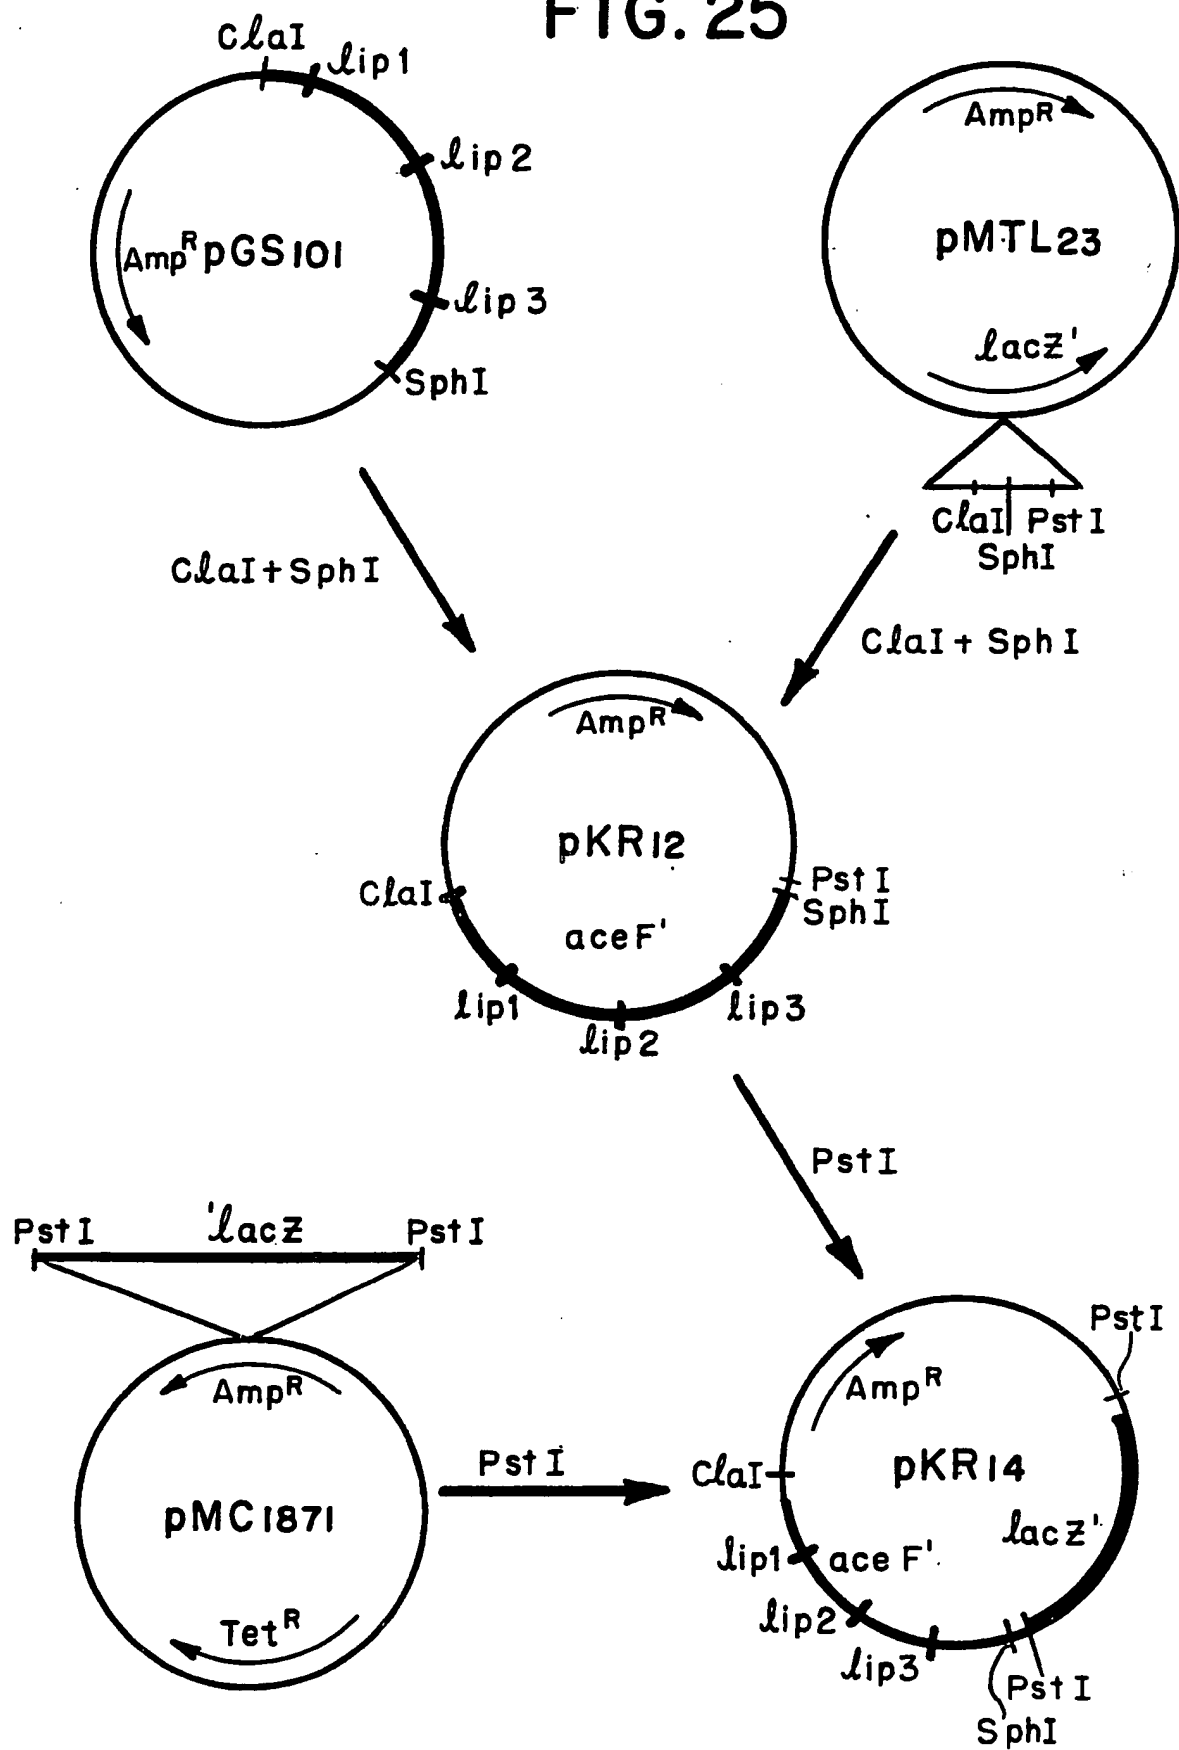 FIG. 25
ClaI
lip1
lip2
AmpR pGS101
lip3
SphI
AmpR
pMTL23
lacZ'
ClaI PstI
SphI
ClaI+SphI
ClaI+SphI
AmpR
pKR12
ClaI
PstI
SphI
aceF'
lip1
lip2
lip3
PstI
PstI 'lacZ PstI
AmpR
pMC1871
TetR
PstI
PstI
AmpR
ClaI
pKR14
lacZ'
lip1
aceF'
lip2
lip3
PstI
SphI